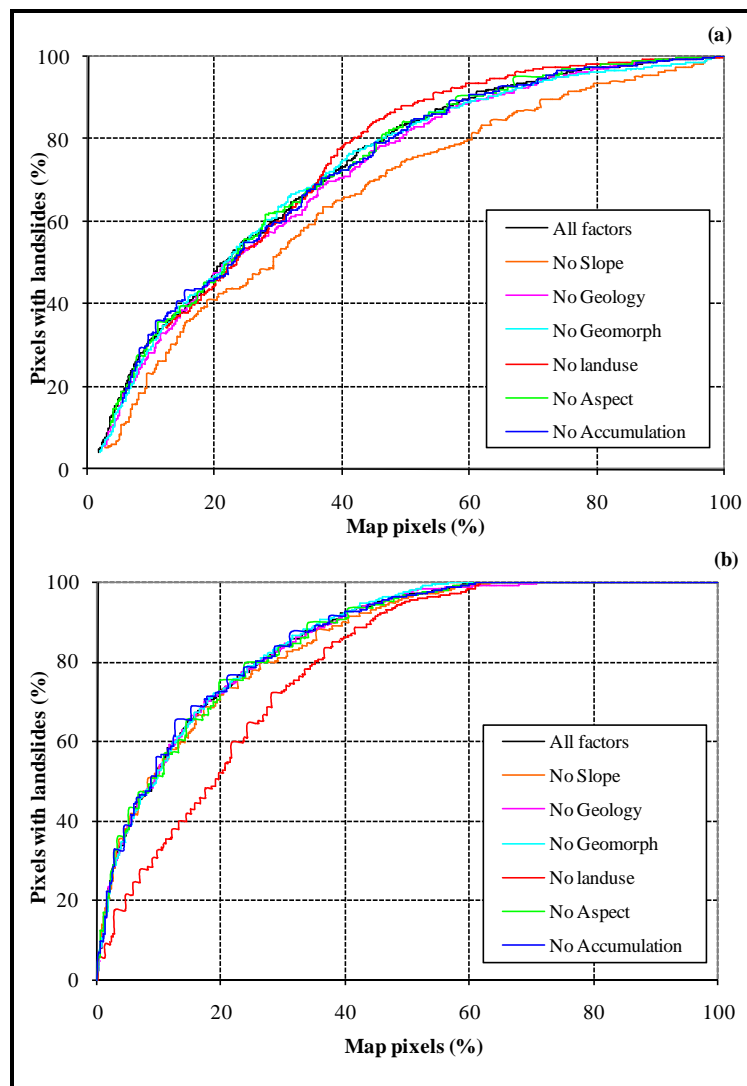 (a)
100
80
60
40
20
0
Pixels with landslides (%)
All factors
No Slope
No Geology
No Geomorph
No landuse
No Aspect
No Accumulation
0 20 40 60 80 100
Map pixels (%)
(b)
100
80
60
40
20
0
Pixels with landslides (%)
All factors
No Slope
No Geology
No Geomorph
No landuse
No Aspect
No Accumulation
0 20 40 60 80 100
Map pixels (%)